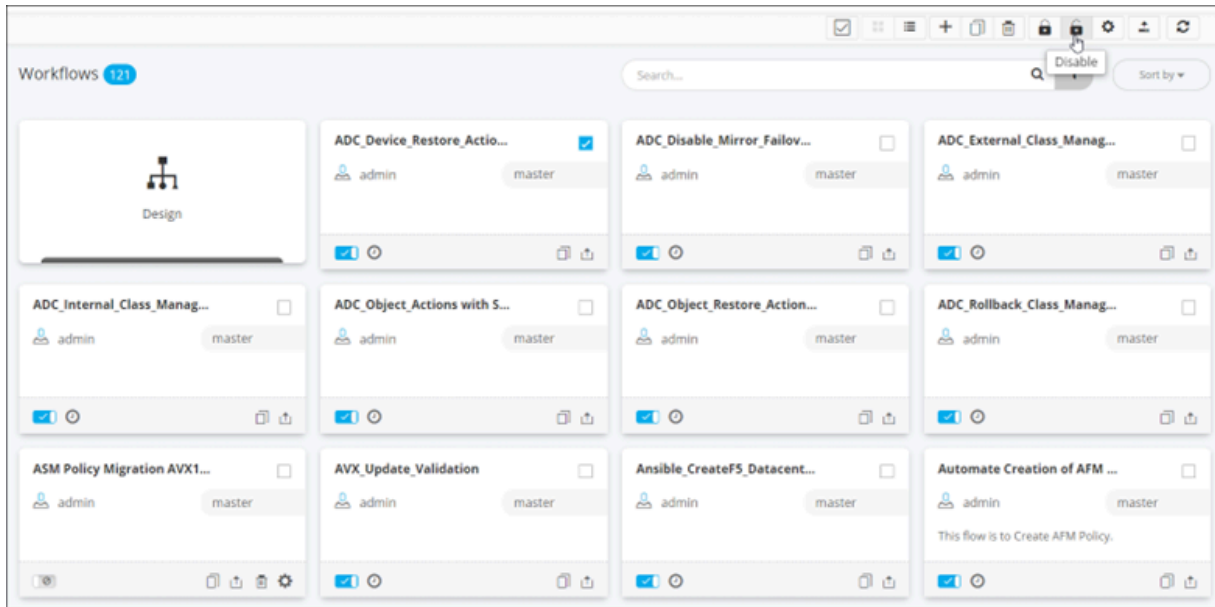 Disable
Workflows 121
Search...
Sort by
Design
ADC_Device_Restore_Actio...
admin
master
ADC_Disable_Mirror_Failov...
admin
master
ADC_External_Class_Manag...
admin
master
ADC_Internal_Class_Manag...
admin
master
ADC_Object_Actions with S...
admin
master
ADC_Object_Restore_Action...
admin
master
ADC_Rollback_Class_Manag...
admin
master
ASM Policy Migration AVX1...
admin
master
AVX_Update_Validation
admin
master
Ansible_CreateF5_Datacent...
admin
master
Automate Creation of AFM ...
admin
master
This flow is to Create AFM Policy.